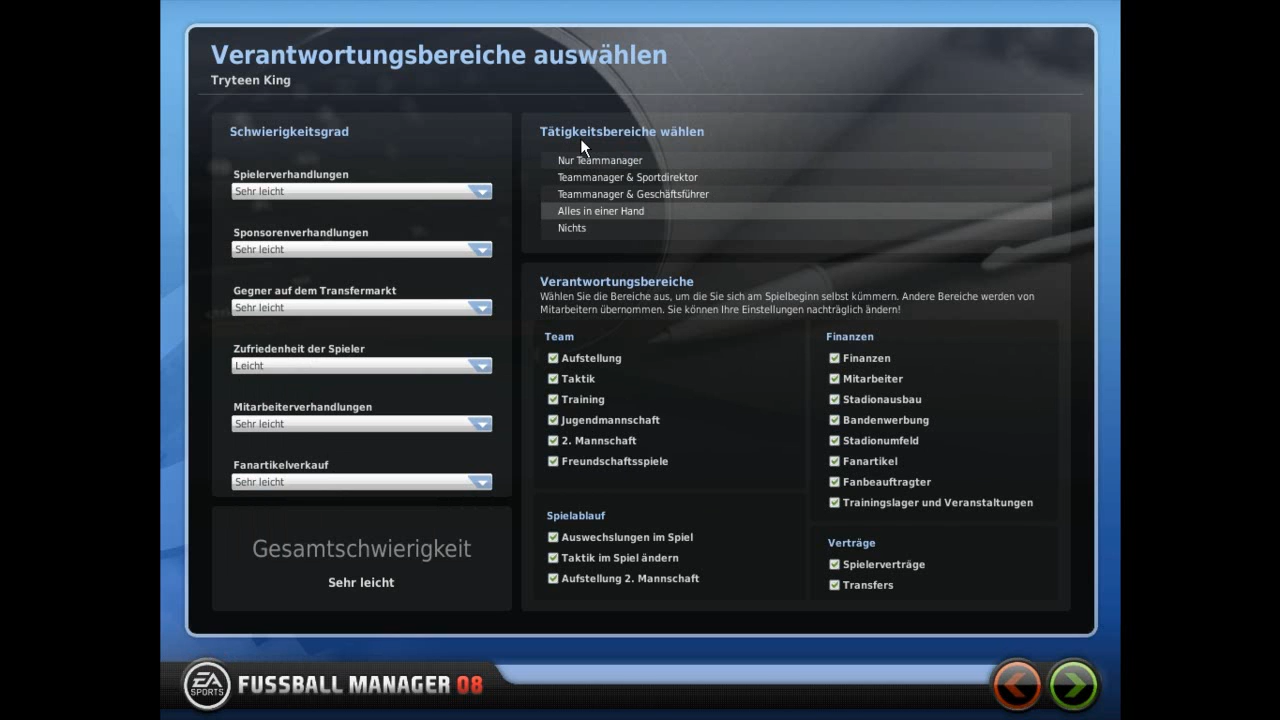 Verantwortungsbereiche auswählen
Tryteen King
Schwierigkeitsgrad
Spielerverhandlungen
Sehr leicht
Sponsorenverhandlungen
Sehr leicht
Gegner auf dem Transfermarkt
Sehr leicht
Zufriedenheit der Spieler
Leicht
Mitarbeiterverhandlungen
Sehr leicht
Fanartikelverkauf
Sehr leicht
Gesamtschwierigkeit
Sehr leicht
Tätigkeitsbereiche wählen
Nur Teammanager
Teammanager & Sportdirektor
Teammanager & Geschäftsführer
Alles in einer Hand
Nichts
Verantwortungsbereiche
Wählen Sie die Bereiche aus, um die Sie sich am Spielbeginn selbst kümmern. Andere Bereiche werden von
Mitarbeitern übernommen. Sie können Ihre Einstellungen nachträglich ändern!
Team
Aufstellung
Taktik
Training
Jugendmannschaft
2. Mannschaft
Freundschaftsspiele
Spielablauf
Auswechslungen im Spiel
Taktik im Spiel ändern
Aufstellung 2. Mannschaft
Finanzen
Finanzen
Mitarbeiter
Stadionausbau
Bandenwerbung
Stadionumfeld
Fanartikel
Fanbeauftragter
Trainingslager und Veranstaltungen
Verträge
Spielerverträge
Transfers
EA SPORTS
FUSSBALL MANAGER 08